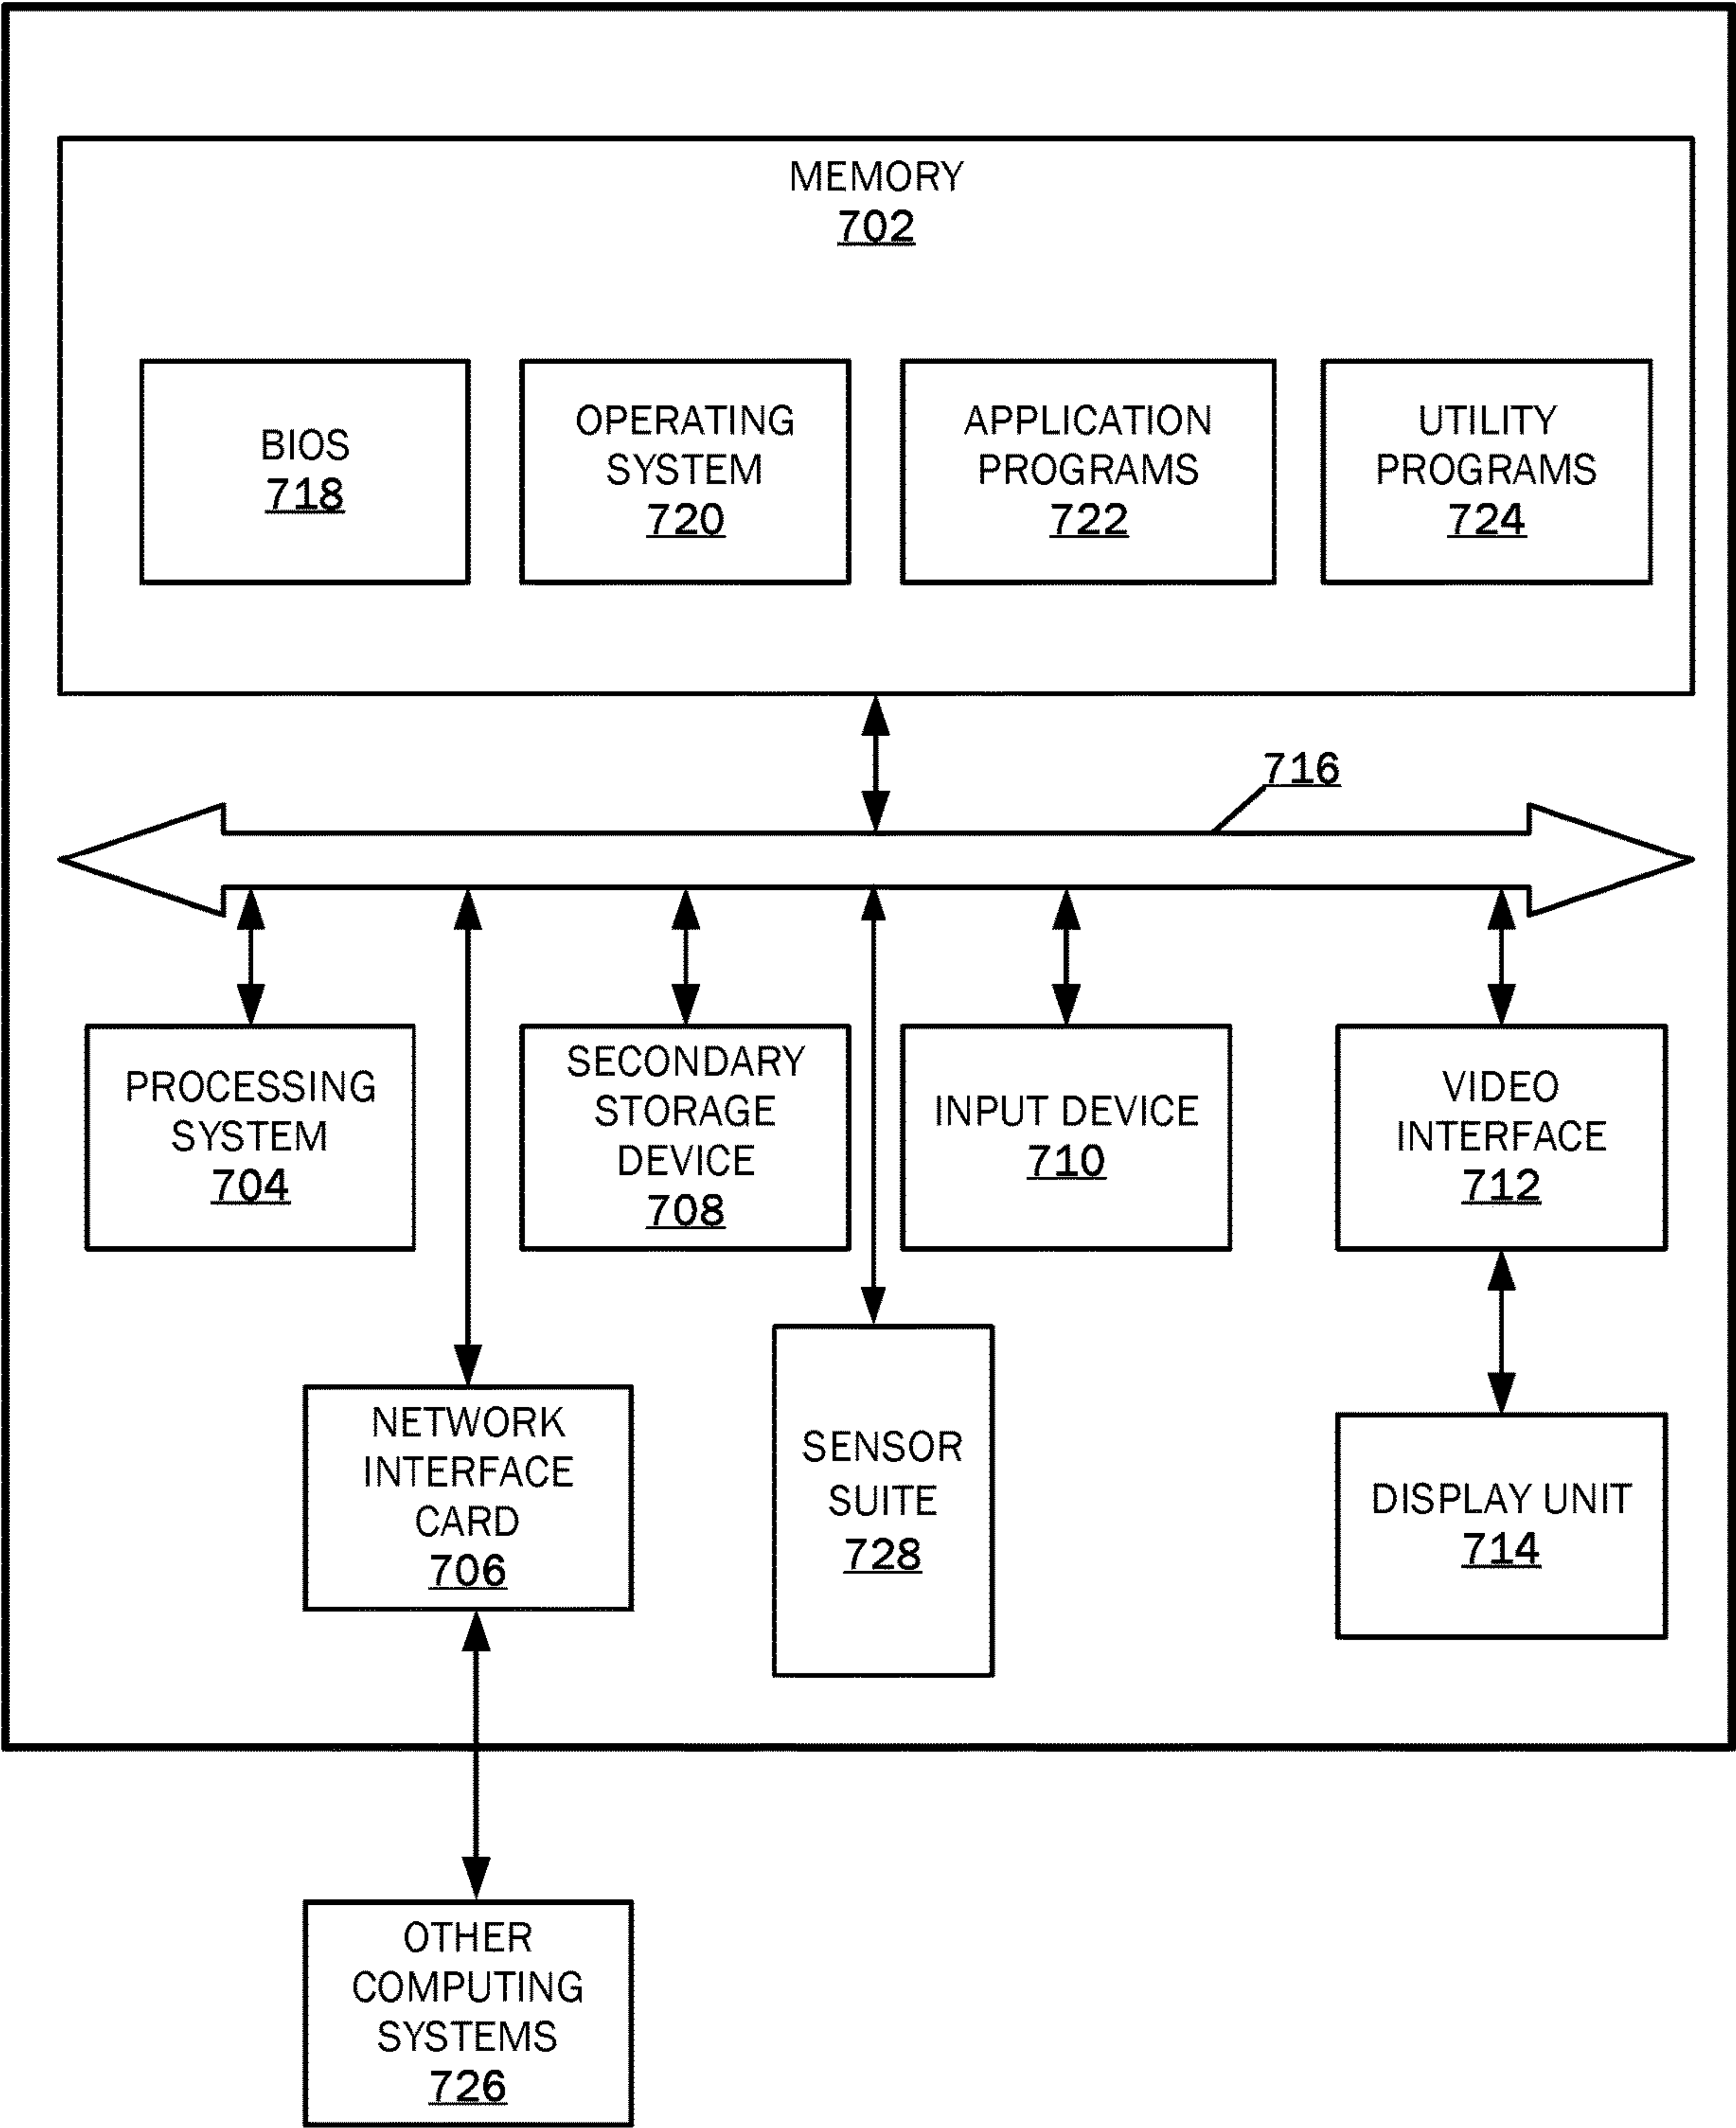 MEMORY
702
BIOS
718
OPERATING
SYSTEM
720
APPLICATION
PROGRAMS
722
UTILITY
PROGRAMS
724
716
PROCESSING
SYSTEM
704
SECONDARY
STORAGE
DEVICE
708
INPUT DEVICE
710
VIDEO
INTERFACE
712
NETWORK
INTERFACE
CARD
706
SENSOR
SUITE
728
DISPLAY UNIT
714
OTHER
COMPUTING
SYSTEMS
726